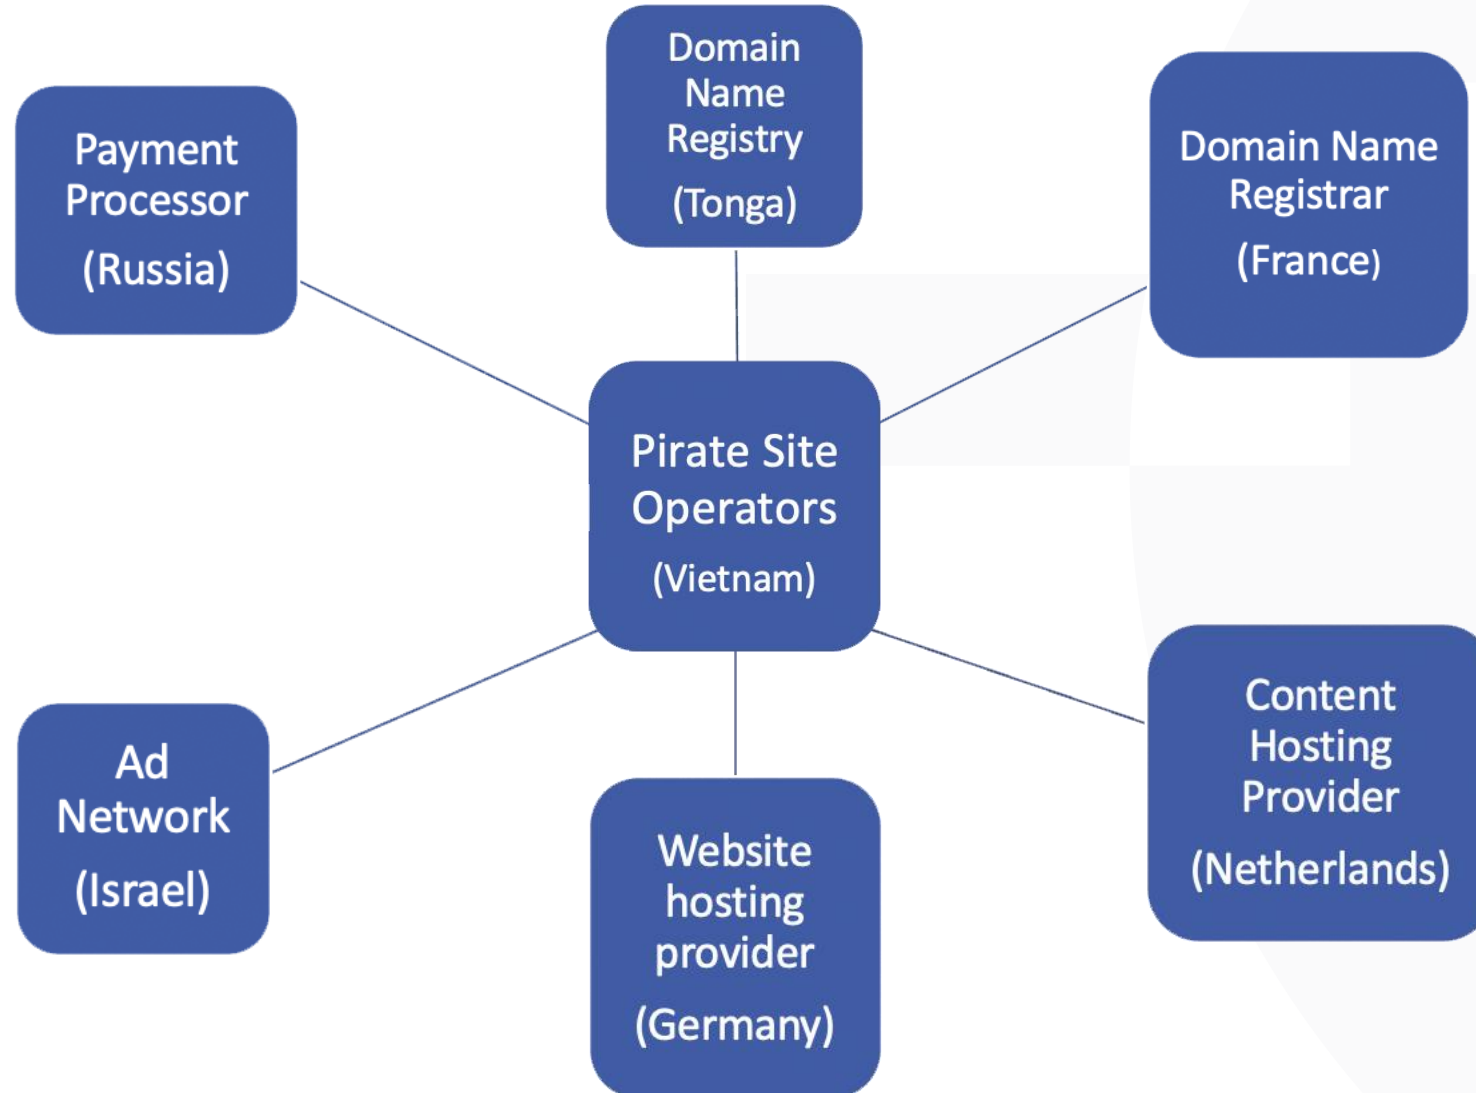 Domain
Name
Registry
(Tonga)
Payment
Processor
(Russia)
Domain Name
Registrar
(France)
Pirate Site
Operators
(Vietnam)
Ad
Network
(Israel)
Website
hosting
provider
(Germany)
Content
Hosting
Provider
(Netherlands)